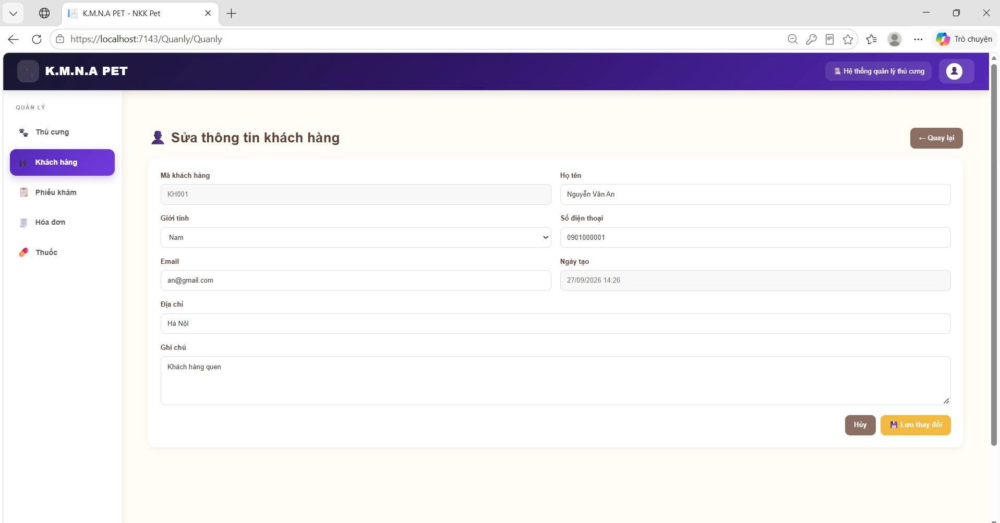 K.M.N.A PET - NKK Pet
https://localhost:7143/Quanly/Quanly
Trò chuyện
K.M.N.A PET
Hệ thống quản lý thú cưng
QUẢN LÝ
Thú cưng
Khách hàng
Phiếu khám
Hóa đơn
Thuốc
Sửa thông tin khách hàng
← Quay lại
Mã khách hàng
KH001
Họ tên
Nguyễn Văn An
Giới tính
Nam
Số điện thoại
0901000001
Email
an@gmail.com
Ngày tạo
27/09/2026 14:26
Địa chỉ
Hà Nội
Ghi chú
Khách hàng quen
Hủy
Lưu thay đổi